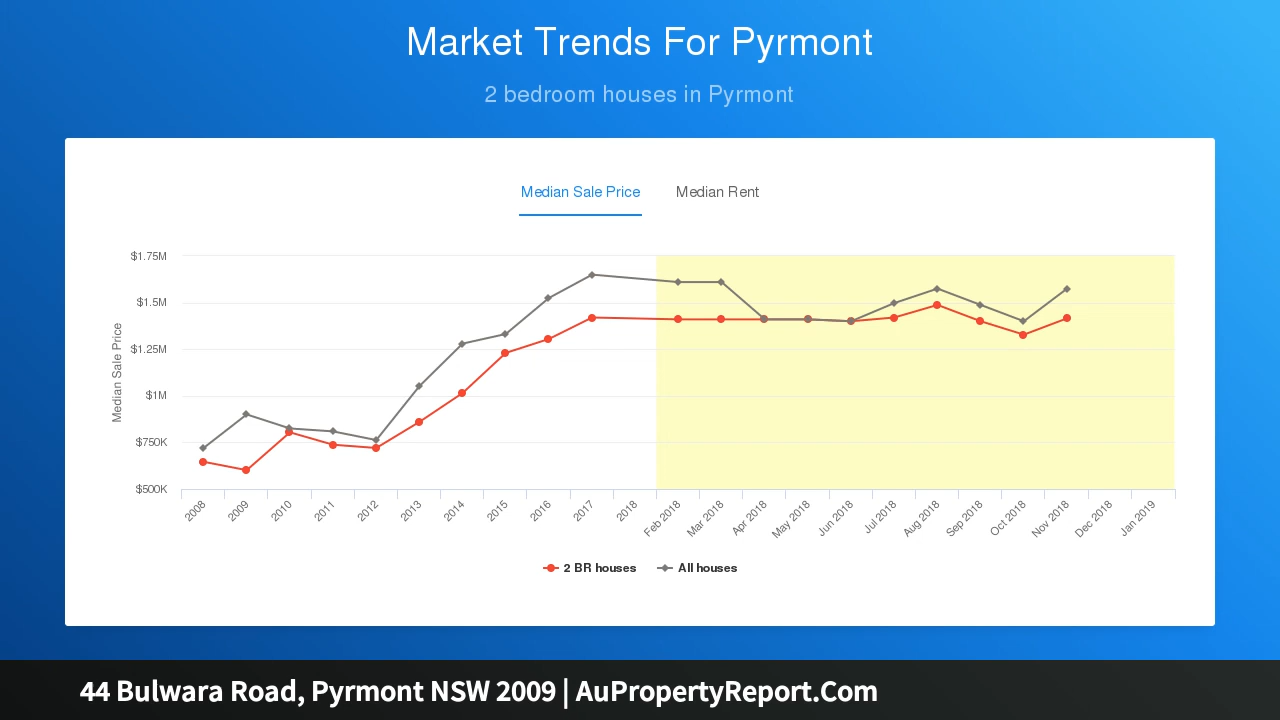 Market Trends For Pyrmont
2 bedroom houses in Pyrmont
Median Sale Price Median Rent
$1.75M
$1.5M
$1.25M
$1M
$750K
$500K
Median Sale Price
2008 2009 2010 2011 2012 2013 2014 2015 2016 2017 2018 Feb 2018 Mar 2018 Apr 2018 May 2018 Jun 2018 Jul 2018 Aug 2018 Sep 2018 Oct 2018 Nov 2018 Dec 2018 Jan 2019
2 BR houses All houses
44 Bulwara Road, Pyrmont NSW 2009 | AuPropertyReport.Com